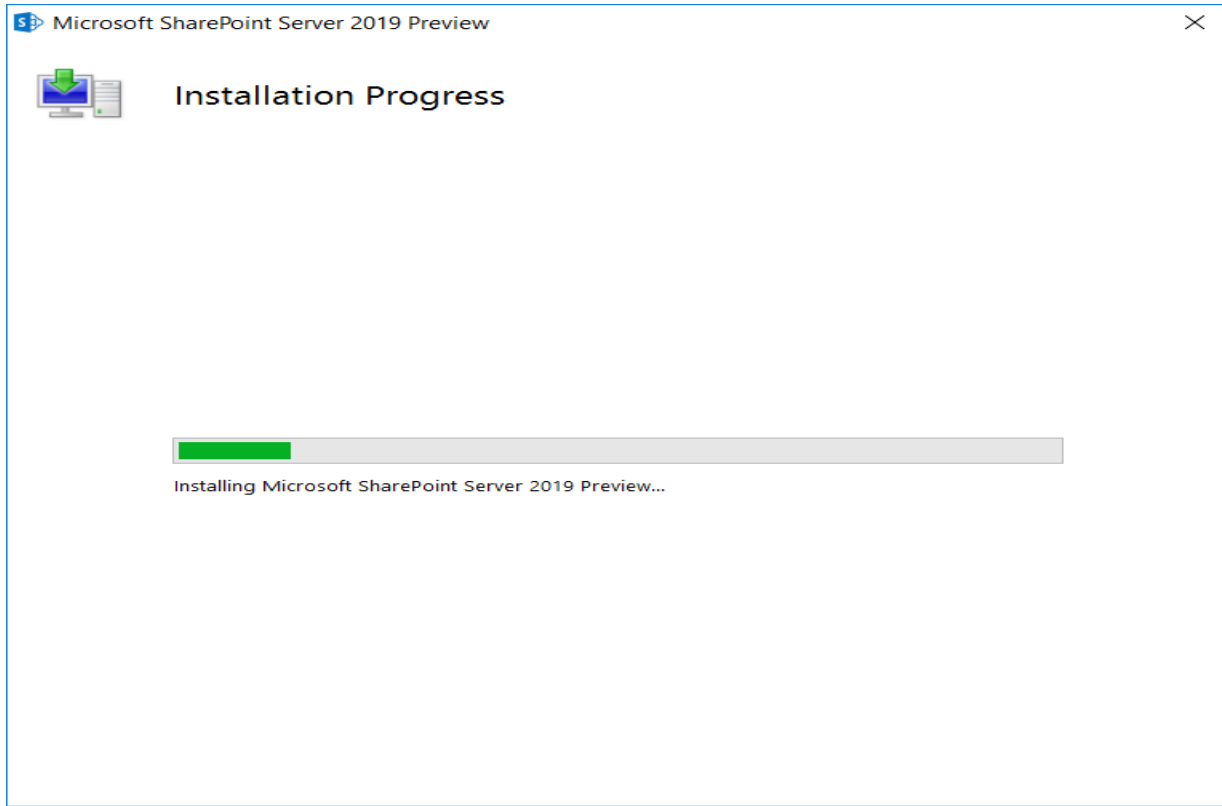 Microsoft SharePoint Server 2019 Preview
Installation Progress
Installing Microsoft SharePoint Server 2019 Preview...